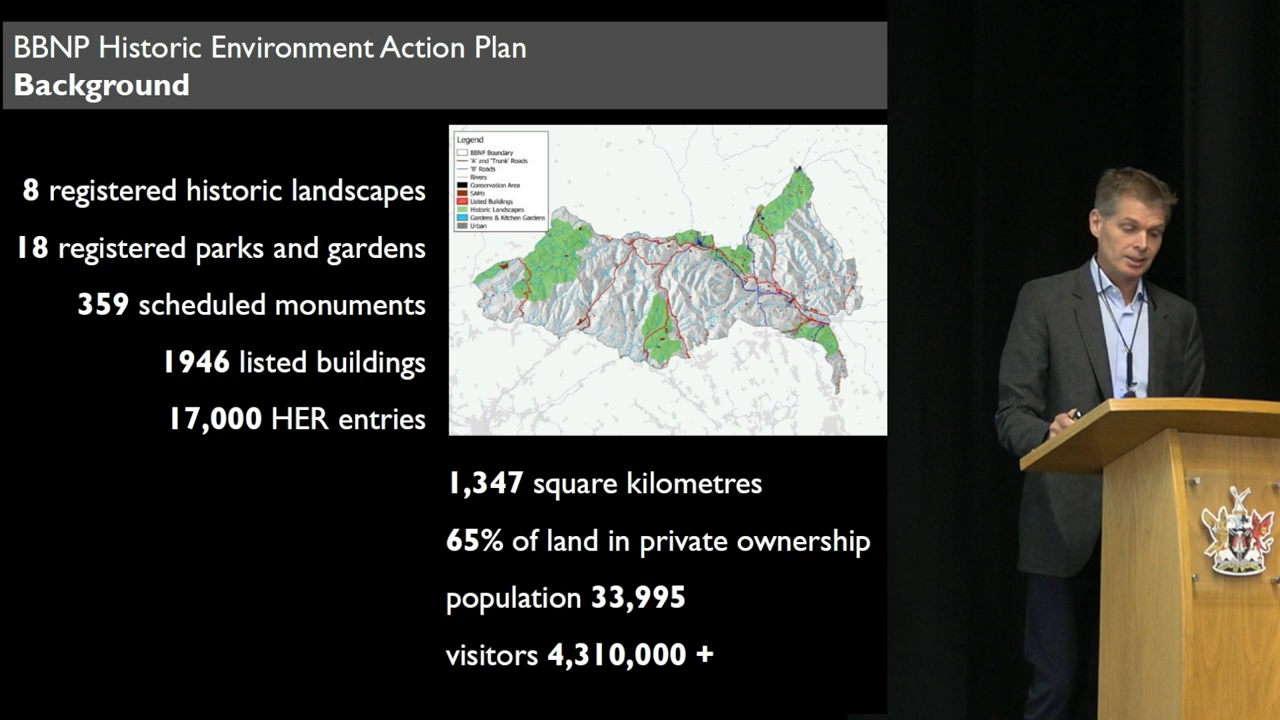 BBNP Historic Environment Action Plan
Background
8 registered historic landscapes
18 registered parks and gardens
359 scheduled monuments
1946 listed buildings
17,000 HER entries
Legend
BBNP Boundary
'A' and 'Trunk' Roads
'B' Roads
Rivers
Conservation Area
SAMs
Listed Buildings
Historic Landscapes
Gardens & Kitchen Gardens
Urban
1,347 square kilometres
65% of land in private ownership
population 33,995
visitors 4,310,000 +